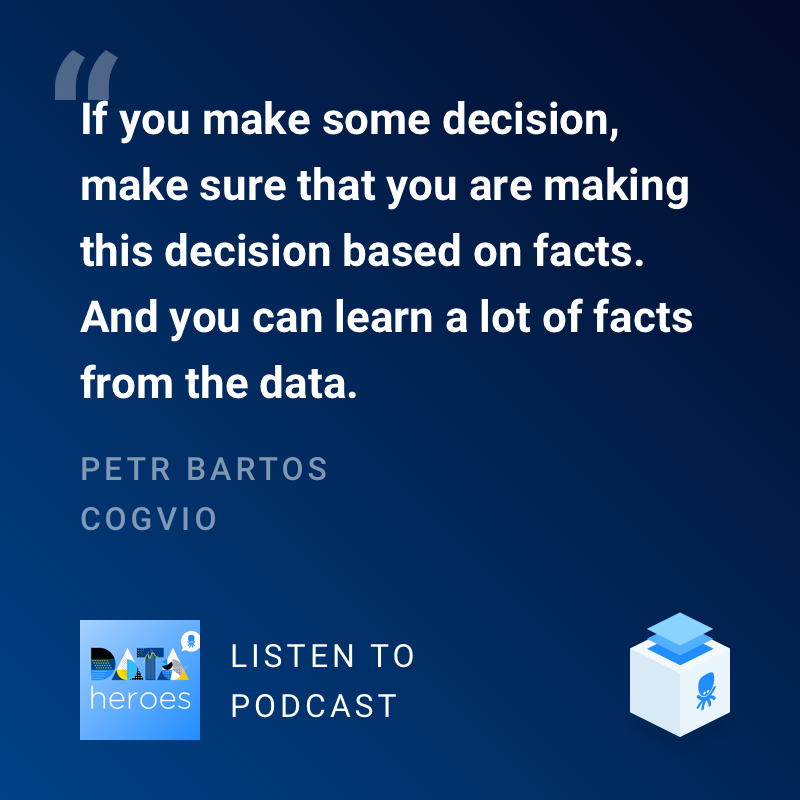 “
If you make some decision,
make sure that you are making
this decision based on facts.
And you can learn a lot of facts
from the data.
PETR BARTOS
COGVIO
DATA
heroes
LISTEN TO
PODCAST